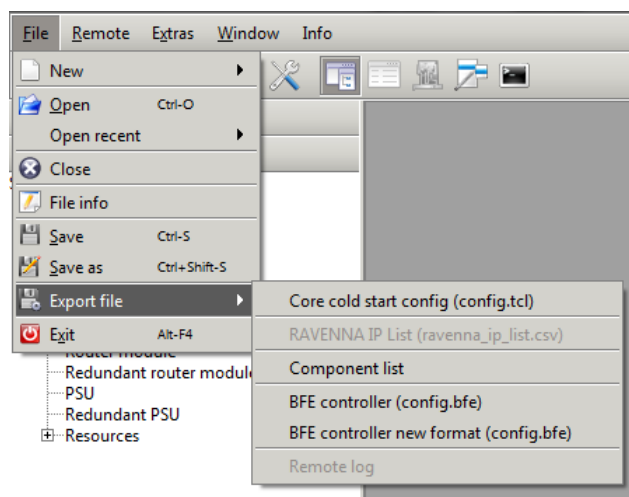 File Remote Extras Window Info
New
Open Ctrl-O
Open recent
Close
File info
Save Ctrl-S
Save as Ctrl+Shift-S
Export file
Core cold start config (config.tcl)
Exit Alt-F4
RAVENNA IP List (ravenna_ip_list.csv)
Router module
Component list
Redundant router module
PSU
BFE controller (config.bfe)
Redundant PSU
BFE controller new format (config.bfe)
Resources
Remote log